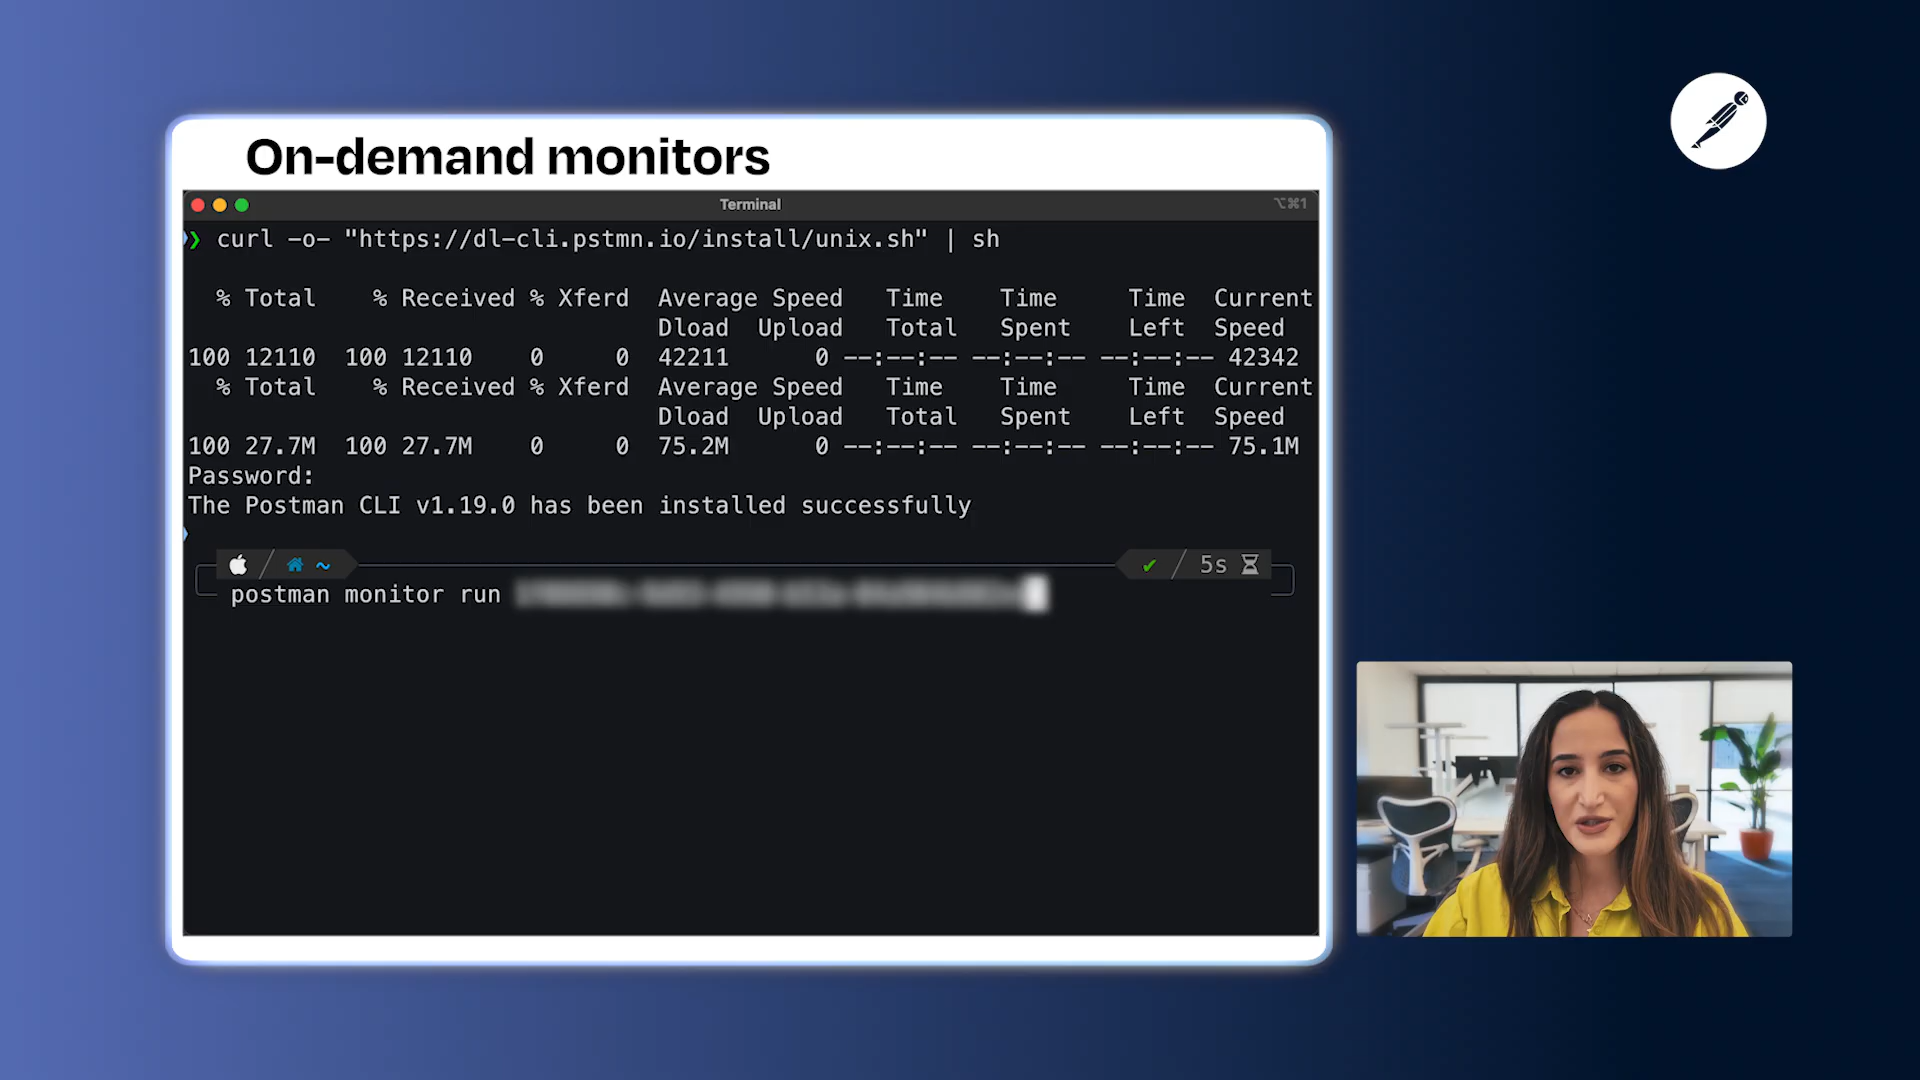 On-demand monitors
Terminal
⌥⌘1
❯ curl -o- "https://dl-cli.pstmn.io/install/unix.sh" | sh
% Total % Received % Xferd Average Speed Time Time Time Current
Dload Upload Total Spent Left Speed
100 12110 100 12110 0 0 42211 0 --:--:-- --:--:-- --:--:-- 42342
% Total % Received % Xferd Average Speed Time Time Time Current
Dload Upload Total Spent Left Speed
100 27.7M 100 27.7M 0 0 75.2M 0 --:--:-- --:--:-- --:--:-- 75.1M
Password:
The Postman CLI v1.19.0 has been installed successfully
~ ✔ 5s
postman monitor run